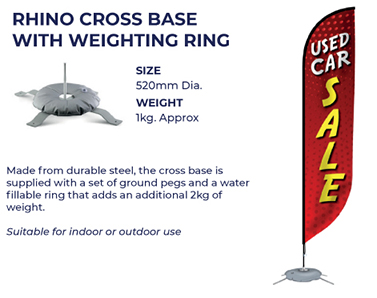 RHINO CROSS BASE
WITH WEIGHTING RING
SIZE
520mm Dia.
WEIGHT
1kg. Approx
Made from durable steel, the cross base is
supplied with a set of ground pegs and a water
fillable ring that adds an additional 2kg of
weight.
Suitable for indoor or outdoor use
USED
CAR
SALE